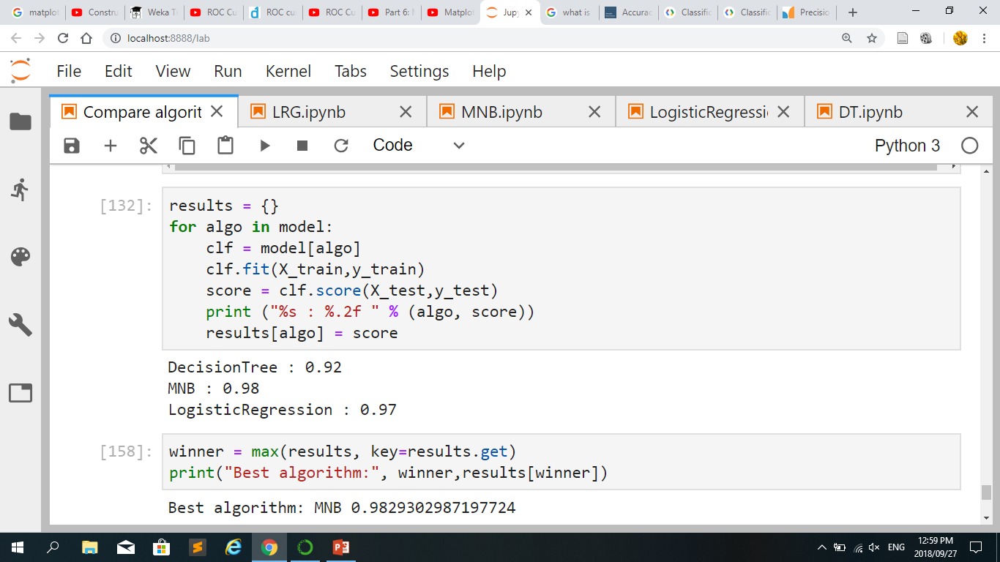 matplot
Constru
Weka T
ROC Cu
ROC cu
ROC Cu
Part 6:
Matplot
Jupy
what is
Accurac
Classific
Classific
Precisio
localhost:8888/lab
File Edit View Run Kernel Tabs Settings Help
Compare algorit
LRG.ipynb
MNB.ipynb
LogisticRegressi
DT.ipynb
Code
Python 3
[132]:
results = {}
for algo in model:
    clf = model[algo]
    clf.fit(X_train,y_train)
    score = clf.score(X_test,y_test)
    print ("%s : %.2f " % (algo, score))
    results[algo] = score
DecisionTree : 0.92
MNB : 0.98
LogisticRegression : 0.97
[158]:
winner = max(results, key=results.get)
print("Best algorithm:", winner,results[winner])
Best algorithm: MNB 0.9829302987197724
ENG
12:59 PM
2018/09/27